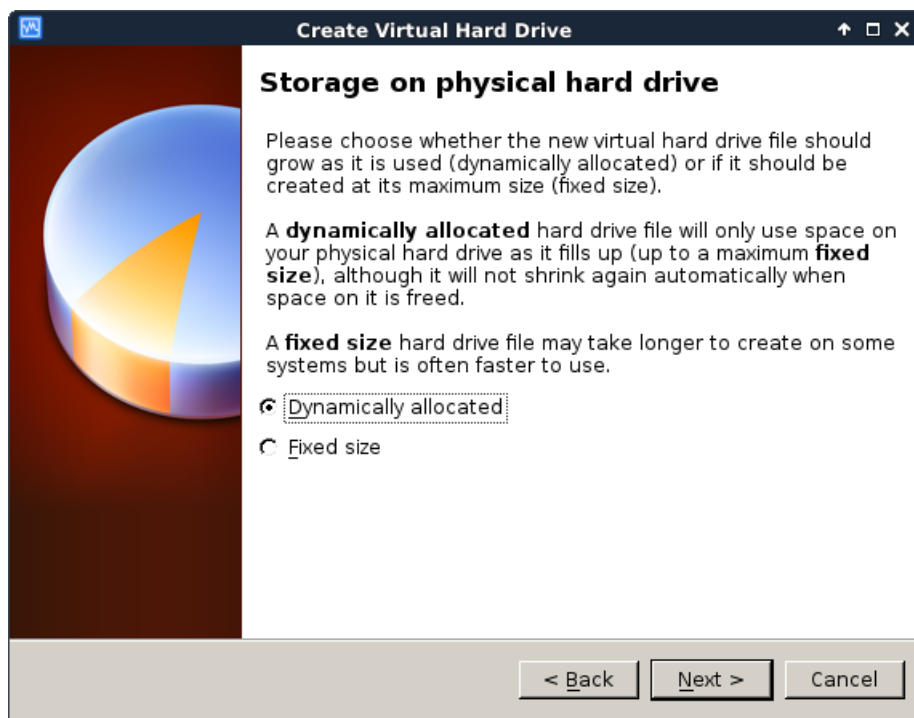 Create Virtual Hard Drive
Storage on physical hard drive
Please choose whether the new virtual hard drive file should
grow as it is used (dynamically allocated) or if it should be
created at its maximum size (fixed size).
A dynamically allocated hard drive file will only use space on
your physical hard drive as it fills up (up to a maximum fixed
size), although it will not shrink again automatically when
space on it is freed.
A fixed size hard drive file may take longer to create on some
systems but is often faster to use.
Dynamically allocated
Fixed size
< Back Next > Cancel